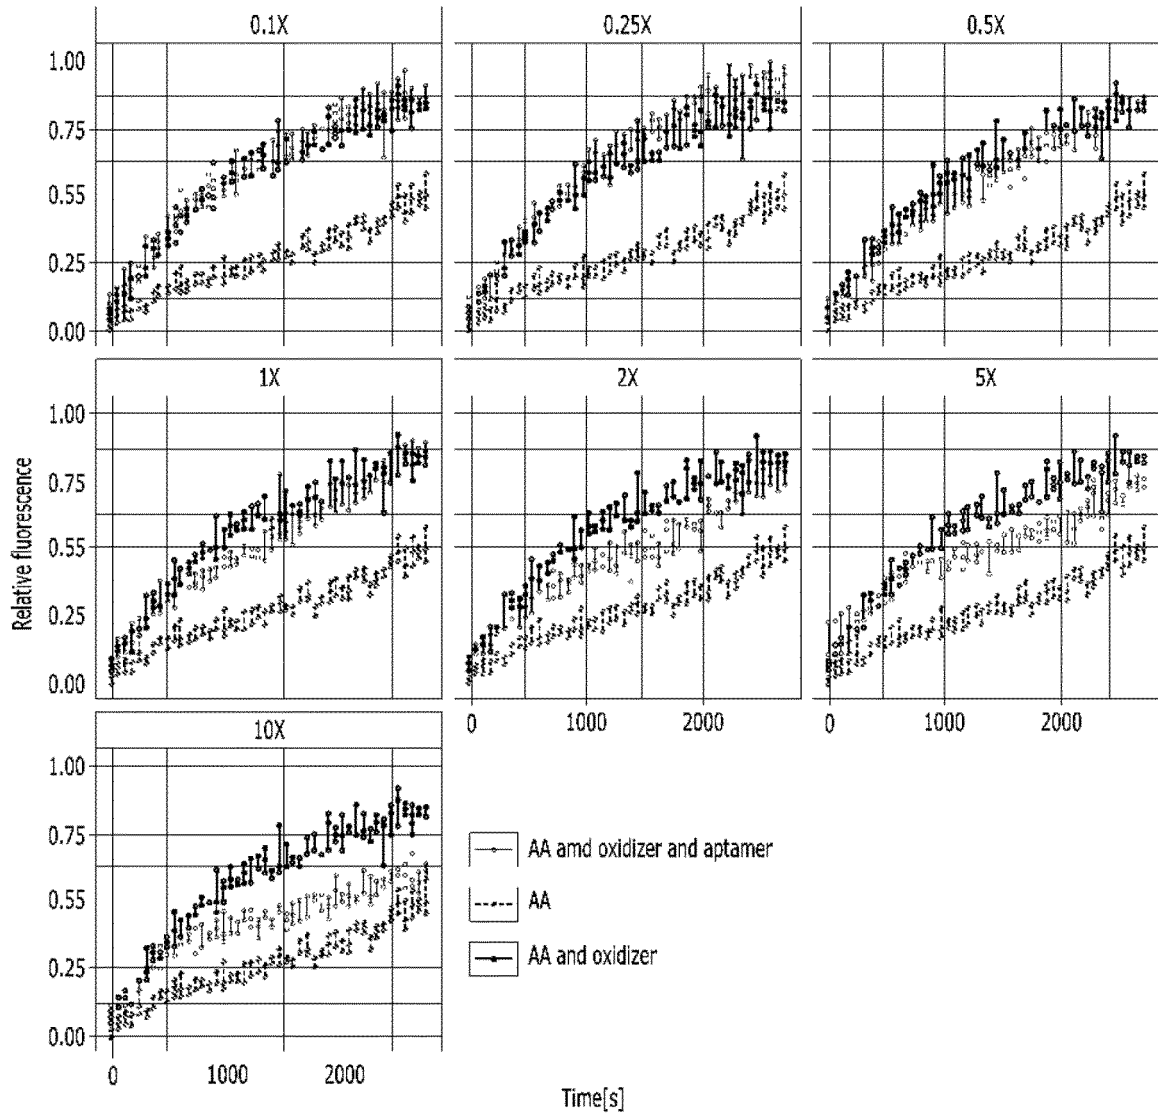 0.1X 0.25X 0.5X
1.00
0.75
0.55
0.25
0.00
1X 2X 5X
1.00
0.75
0.55
0.25
0.00
Relative fluorescence
0 1000 2000 0 1000 2000
10X
1.00
0.75
0.55
0.25
0.00
0 1000 2000
AA amd oxidizer and aptamer
AA
AA and oxidizer
Time[s]